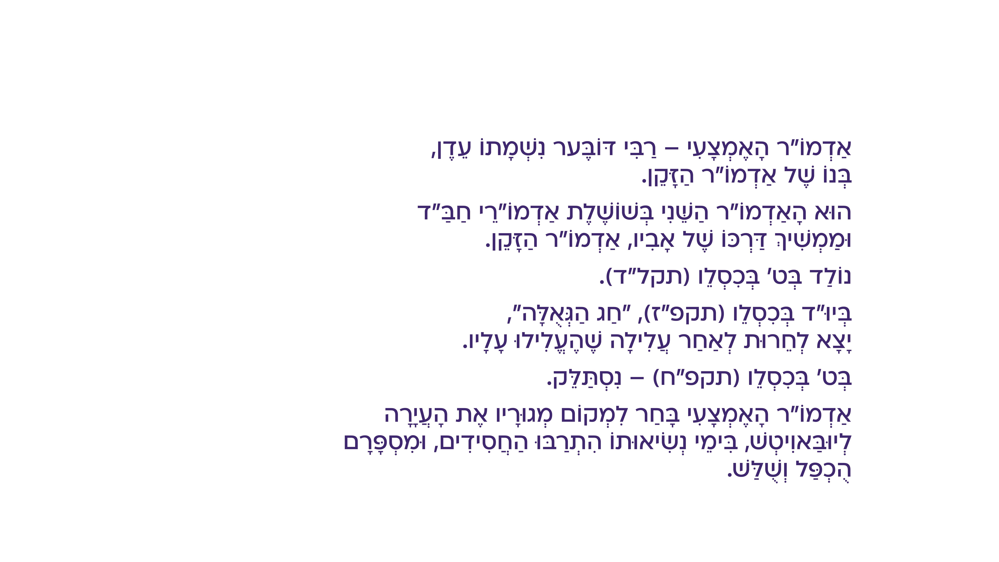 אַדְמוֹ"ר הָאֶמְצָעִי – רַבִּי דּוֹבֶּער נִשְׁמָתוֹ עֵדֶן,
בְּנוֹ שֶׁל אַדְמוֹ"ר הַזָּקֵן.
הוּא הָאַדְמוֹ"ר הַשֵּׁנִי בְּשׁוֹשֶׁלֶת אַדְמוֹ"רֵי חַבַּ"ד
וּמַמְשִׁיךְ דַּרְכּוֹ שֶׁל אָבִיו, אַדְמוֹ"ר הַזָּקֵן.
נוֹלַד בְּט' בְּכִסְלֵו (תקל"ד).
בְּיוּ"ד בְּכִסְלֵו (תקפ"ז), "חַג הַגְּאֻלָּה",
יָצָא לְחֵרוּת לְאַחַר עֲלִילָה שֶׁהֶעֱלִילוּ עָלָיו.
בְּט' בְּכִסְלֵו (תקפ"ח) – נִסְתַּלֵּק.
אַדְמוֹ"ר הָאֶמְצָעִי בָּחַר לִמְקוֹם מְגוּרָיו אֶת הָעֲיָרָה
לְיוּבַּאוִיטְשׁ, בִּימֵי נְשִׂיאוּתוֹ הִתְרַבּוּ הַחֲסִידִים, וּמִסְפָּרָם
הֻכְפַּל וְשֻׁלַּשׁ.